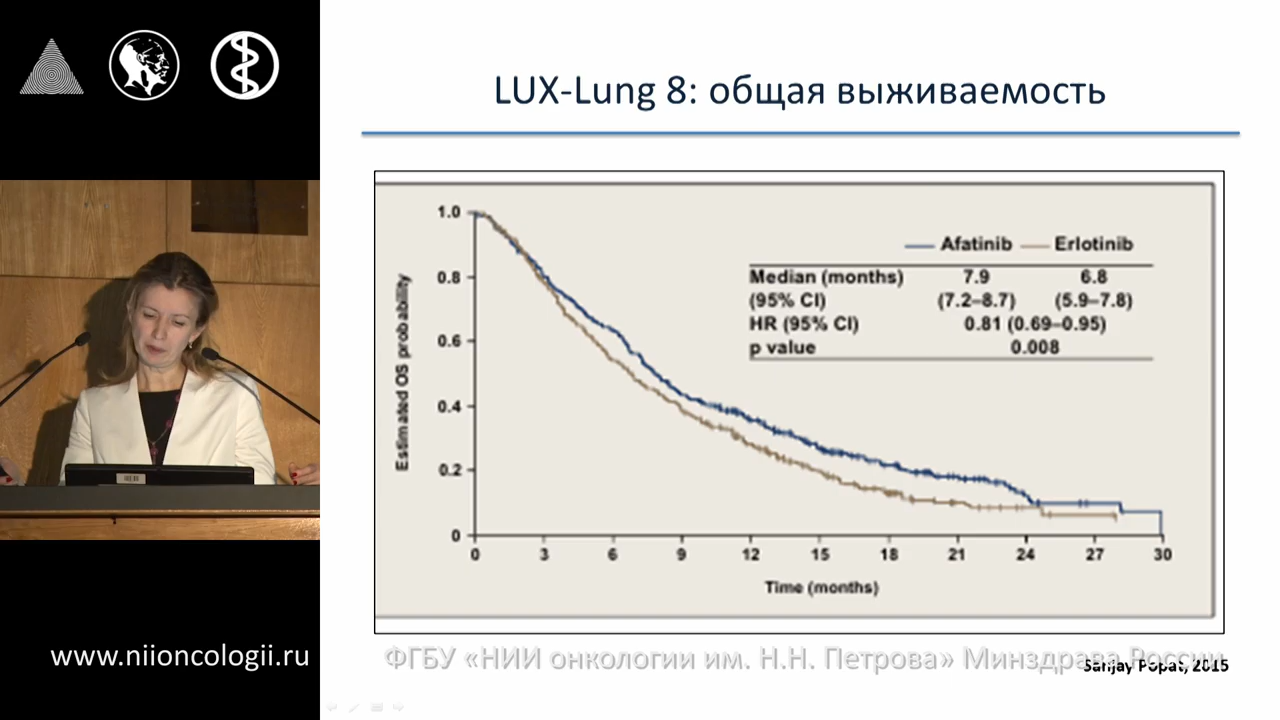 LUX-Lung 8: общая выживаемость
Afatinib Erlotinib
Median (months) 7.9 6.8
(95% CI) (7.2–8.7) (5.9–7.8)
HR (95% CI) 0.81 (0.69–0.95)
p value 0.008
Estimated OS probability
1.0
0.8
0.6
0.4
0.2
0
0 3 6 9 12 15 18 21 24 27 30
Time (months)
www.niioncologii.ru
ФГБУ «НИИ онкологии им. Н.Н. Петрова» Минздрава России
Sanjay Popat, 2015